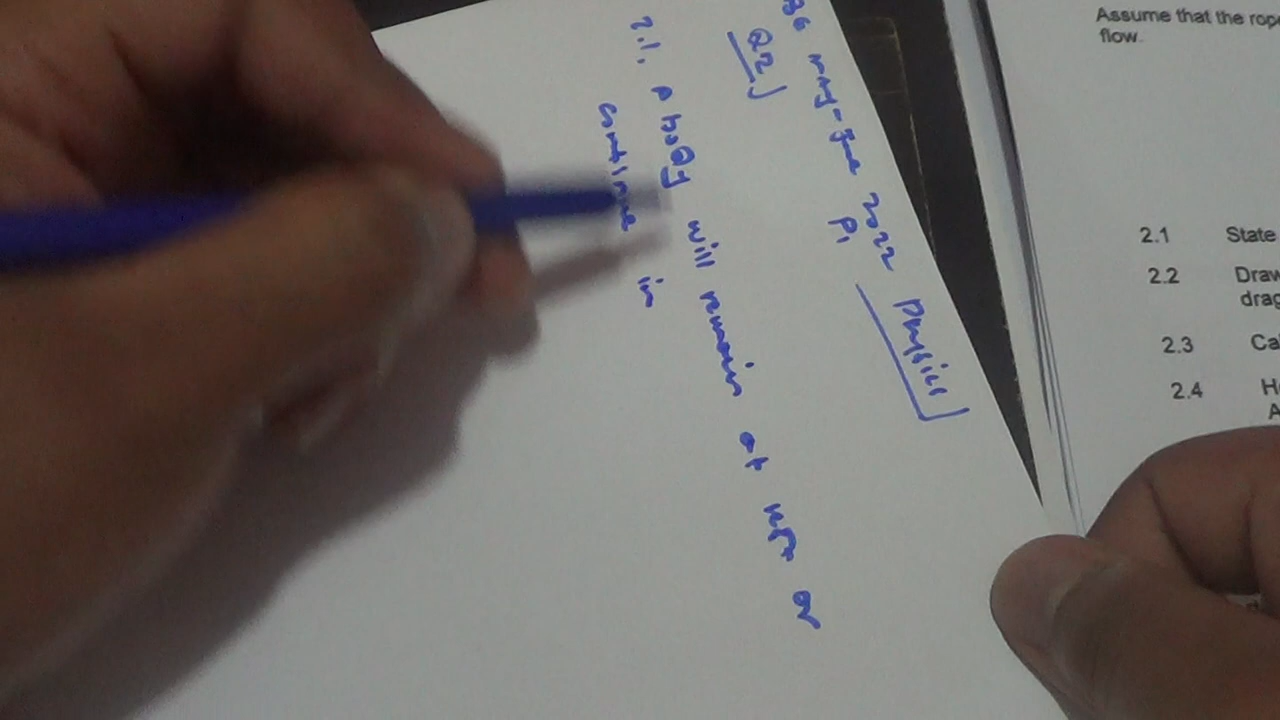 May-June 2022 Physics
P1
Q2
2.1. A body will remain at rest or
continue in
Assume that the rope
flow.
2.1 State
2.2 Draw
drag
2.3 Ca
2.4 H
A